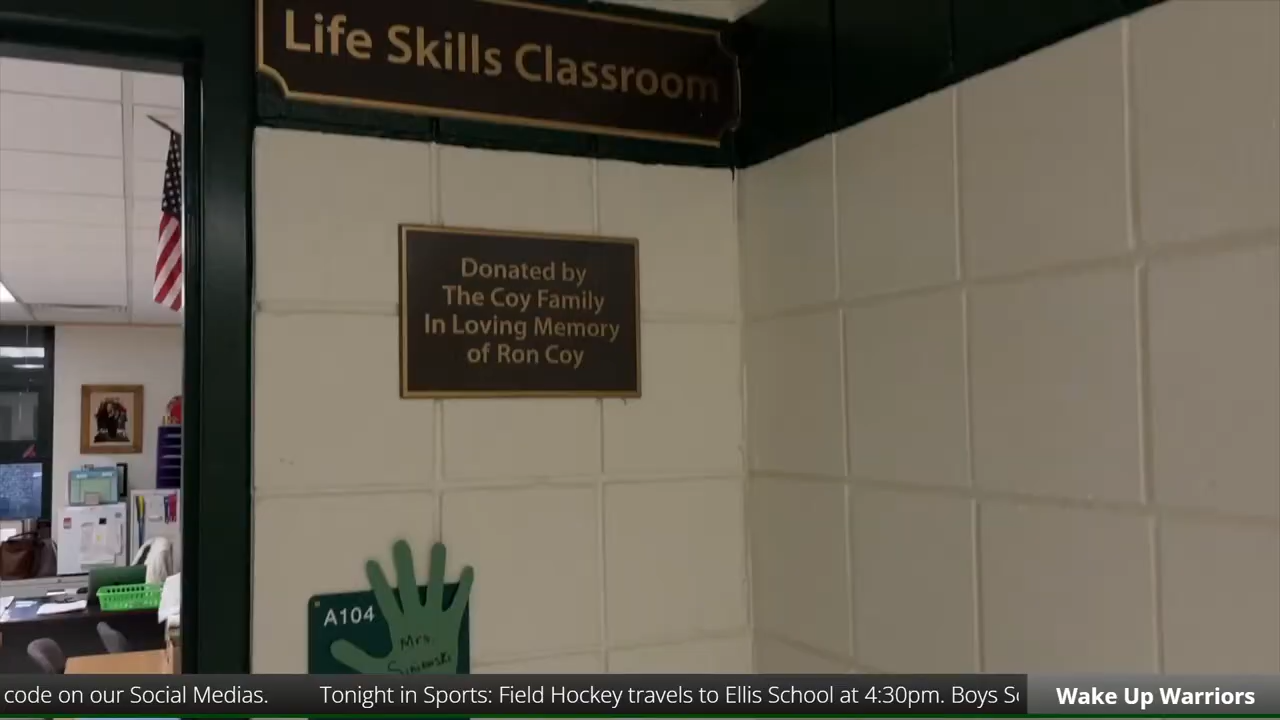 Life Skills Classroom
Donated by
The Coy Family
In Loving Memory
of Ron Coy
A104
Mrs.
code on our Social Medias. Tonight in Sports: Field Hockey travels to Ellis School at 4:30pm. Boys
Wake Up Warriors